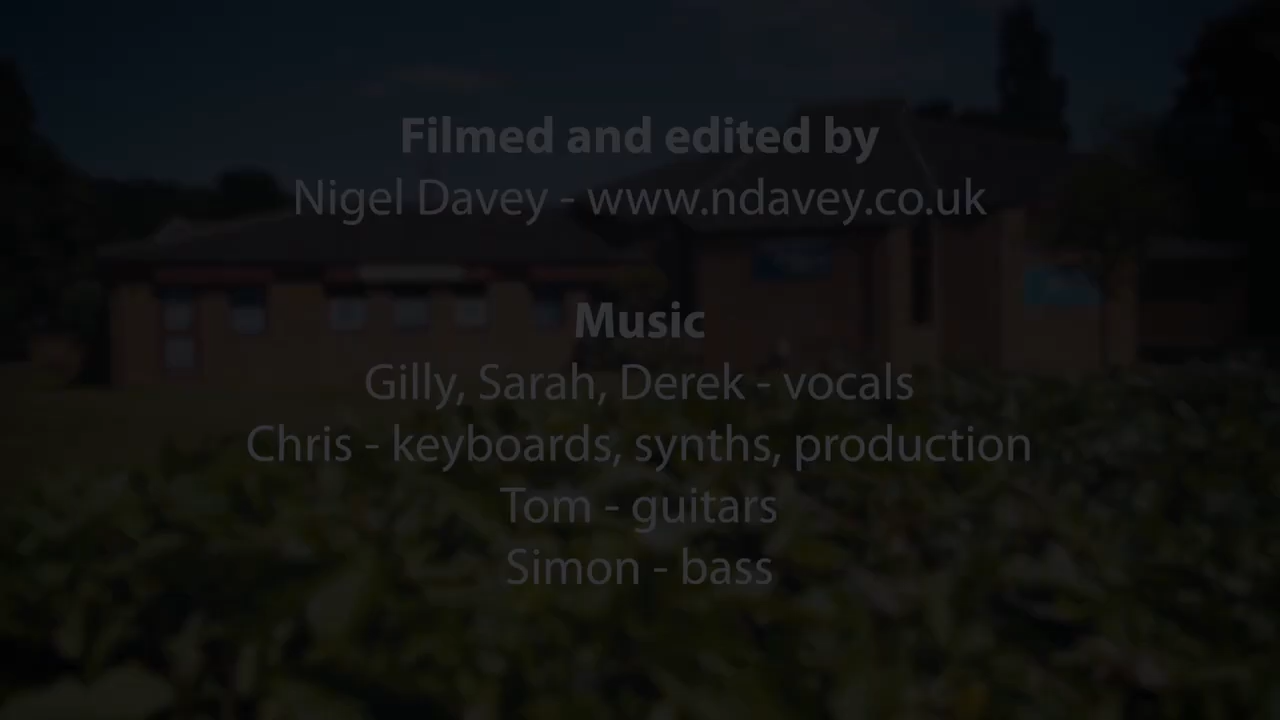 Filmed and edited by
Nigel Davey - www.ndavey.co.uk
Music
Gilly, Sarah, Derek - vocals
Chris - keyboards, synths, production
Tom - guitars
Simon - bass